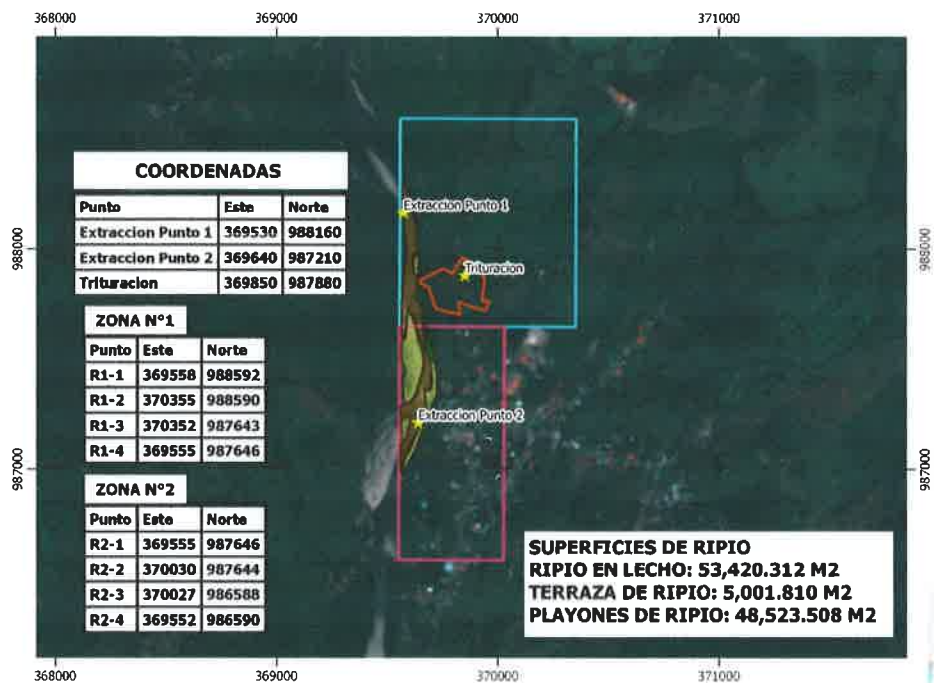 368000 369000 370000 371000
COORDENADAS
Punto Este Norte
Extraccion Punto 1 369530 988160
Extraccion Punto 2 369640 987210
Trituracion 369850 987880
ZONA N°1
Punto Este Norte
R1-1 369558 988592
R1-2 370355 988590
R1-3 370352 987643
R1-4 369555 987646
ZONA N°2
Punto Este Norte
R2-1 369555 987646
R2-2 370030 987644
R2-3 370027 986588
R2-4 369552 986590
Extraccion Punto 1
Trituracion
Extraccion Punto 2
SUPERFICIES DE RIPIO
RIPIO EN LECHO: 53,420.312 M2
TERRAZA DE RIPIO: 5,001.810 M2
PLAYONES DE RIPIO: 48,523.508 M2
988000 988000
987000 987000
368000 369000 370000 371000